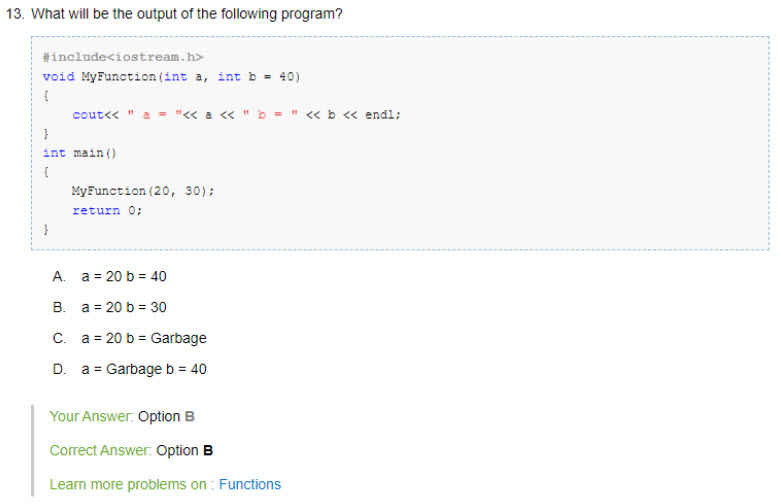 13. What will be the output of the following program?
#include<iostream.h>
void MyFunction(int a, int b = 40)
{
cout<< " a = "<< a << " b = " << b << endl;
}
int main()
{
MyFunction(20, 30);
return 0;
}
A. a = 20 b = 40
B. a = 20 b = 30
C. a = 20 b = Garbage
D. a = Garbage b = 40
Your Answer: Option B
Correct Answer: Option B
Learn more problems on : Functions